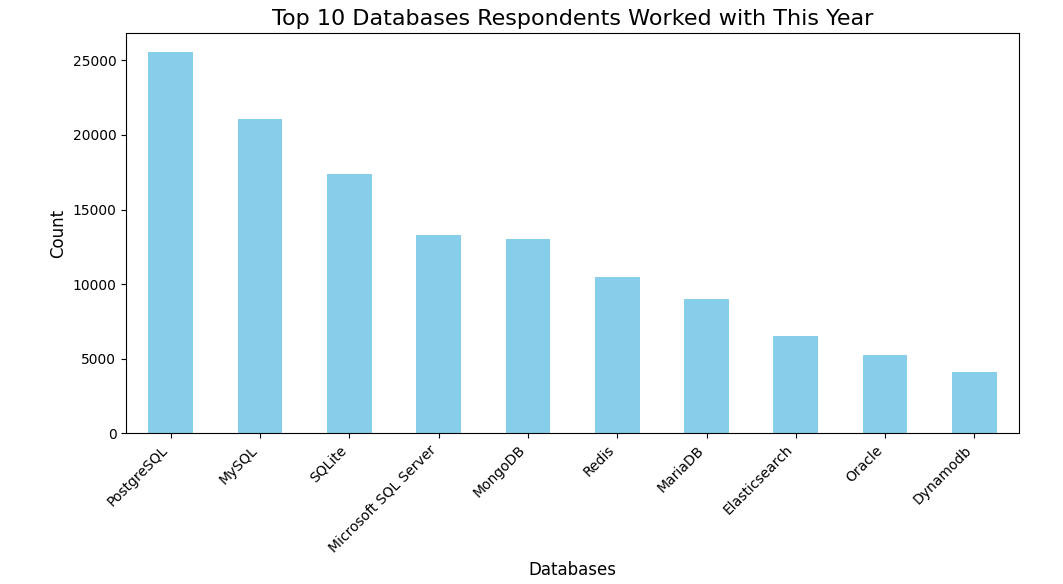 Top 10 Databases Respondents Worked with This Year
25000
20000
15000
10000
5000
0
Count
PostgreSQL
MySQL
SQLite
Microsoft SQL Server
MongoDB
Redis
MariaDB
Elasticsearch
Oracle
Dynamodb
Databases